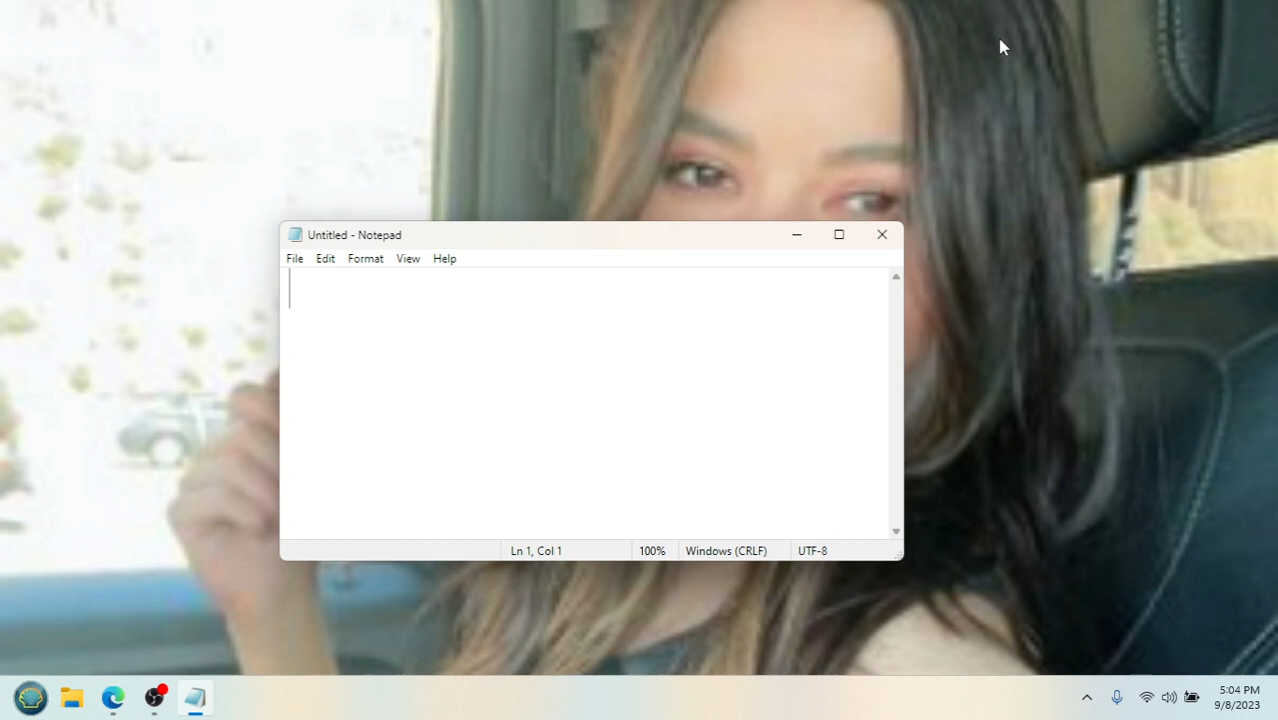 Untitled - Notepad
File Edit Format View Help
Ln 1, Col 1 100% Windows (CRLF) UTF-8
5:04 PM
9/8/2023